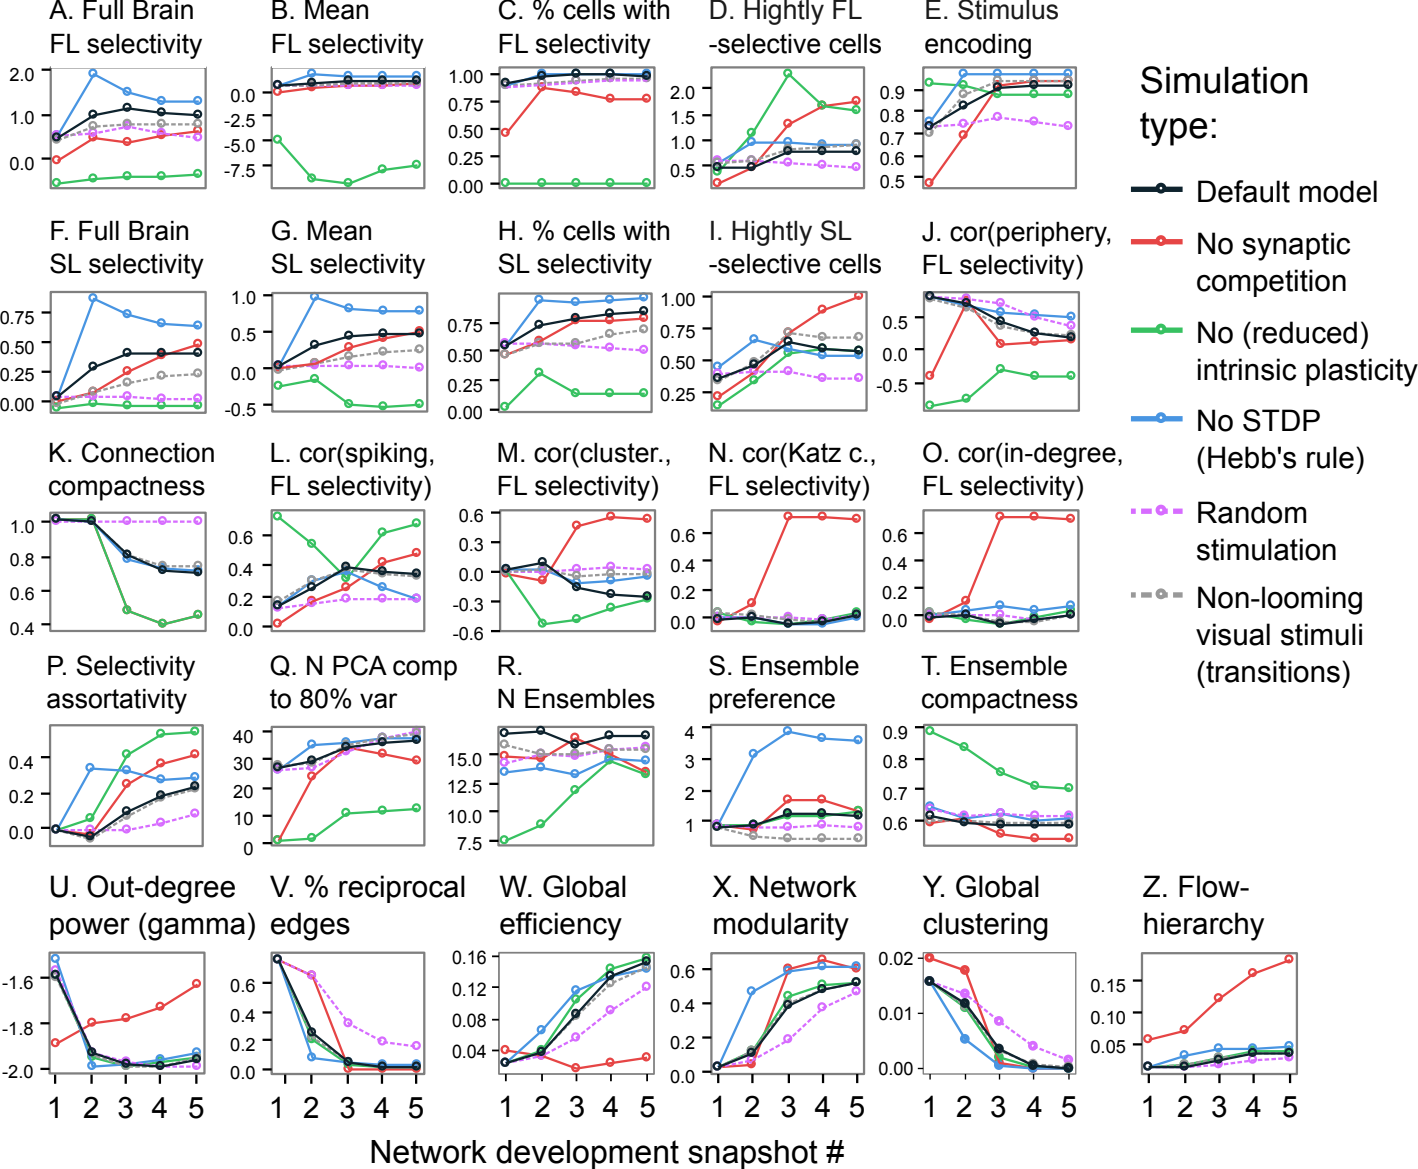 A. Full Brain
FL selectivity
B. Mean
FL selectivity
C. % cells with
FL selectivity
D. Hightly FL
-selective cells
E. Stimulus
encoding
2.0
1.0
0.0
0.0
-2.5
-5.0
-7.5
1.00
0.75
0.50
0.25
0.00
2.0
1.5
1.0
0.5
0.9
0.8
0.7
0.6
0.5
Simulation
type:
Default model
No synaptic
competition
No (reduced)
intrinsic plasticity
No STDP
(Hebb's rule)
Random
stimulation
Non-looming
visual stimuli
(transitions)
F. Full Brain
SL selectivity
G. Mean
SL selectivity
H. % cells with
SL selectivity
I. Hightly SL
-selective cells
J. cor(periphery,
FL selectivity)
0.75
0.50
0.25
0.00
1.0
0.5
0.0
-0.5
0.75
0.50
0.25
0.00
1.00
0.75
0.50
0.25
0.5
0.0
-0.5
K. Connection
compactness
L. cor(spiking,
FL selectivity)
M. cor(cluster.,
FL selectivity)
N. cor(Katz c.,
FL selectivity)
O. cor(in-degree,
FL selectivity)
1.0
0.8
0.6
0.4
0.6
0.4
0.2
0.0
0.6
0.3
0.0
-0.3
-0.6
0.6
0.4
0.2
0.0
0.6
0.4
0.2
0.0
P. Selectivity
assortativity
Q. N PCA comp
to 80% var
R.
N Ensembles
S. Ensemble
preference
T. Ensemble
compactness
0.4
0.2
0.0
40
30
20
10
0
15.0
12.5
10.0
7.5
4
3
2
1
0.9
0.8
0.7
0.6
U. Out-degree
power (gamma)
V. % reciprocal
edges
W. Global
efficiency
X. Network
modularity
Y. Global
clustering
Z. Flow-
hierarchy
-1.6
-1.8
-2.0
0.6
0.4
0.2
0.0
0.16
0.12
0.08
0.04
0.6
0.4
0.2
0.0
0.02
0.01
0.00
0.15
0.10
0.05
1 2 3 4 5
1 2 3 4 5
1 2 3 4 5
1 2 3 4 5
1 2 3 4 5
1 2 3 4 5
Network development snapshot #